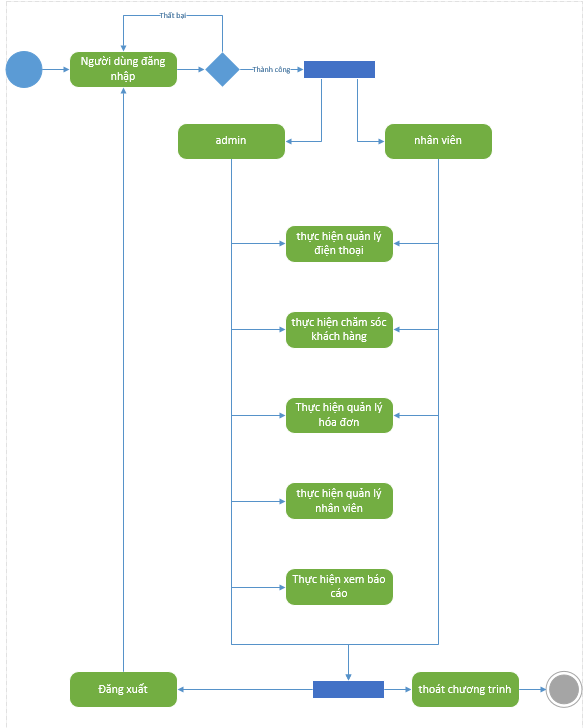 Thất bại
Người dùng đăng
nhập
Thành công
admin
nhân viên
thực hiện quản lý
điện thoại
thực hiện chăm sóc
khách hàng
Thực hiện quản lý
hóa đơn
thực hiện quản lý
nhân viên
Thực hiện xem báo
cáo
Đăng xuất
thoát chương trình